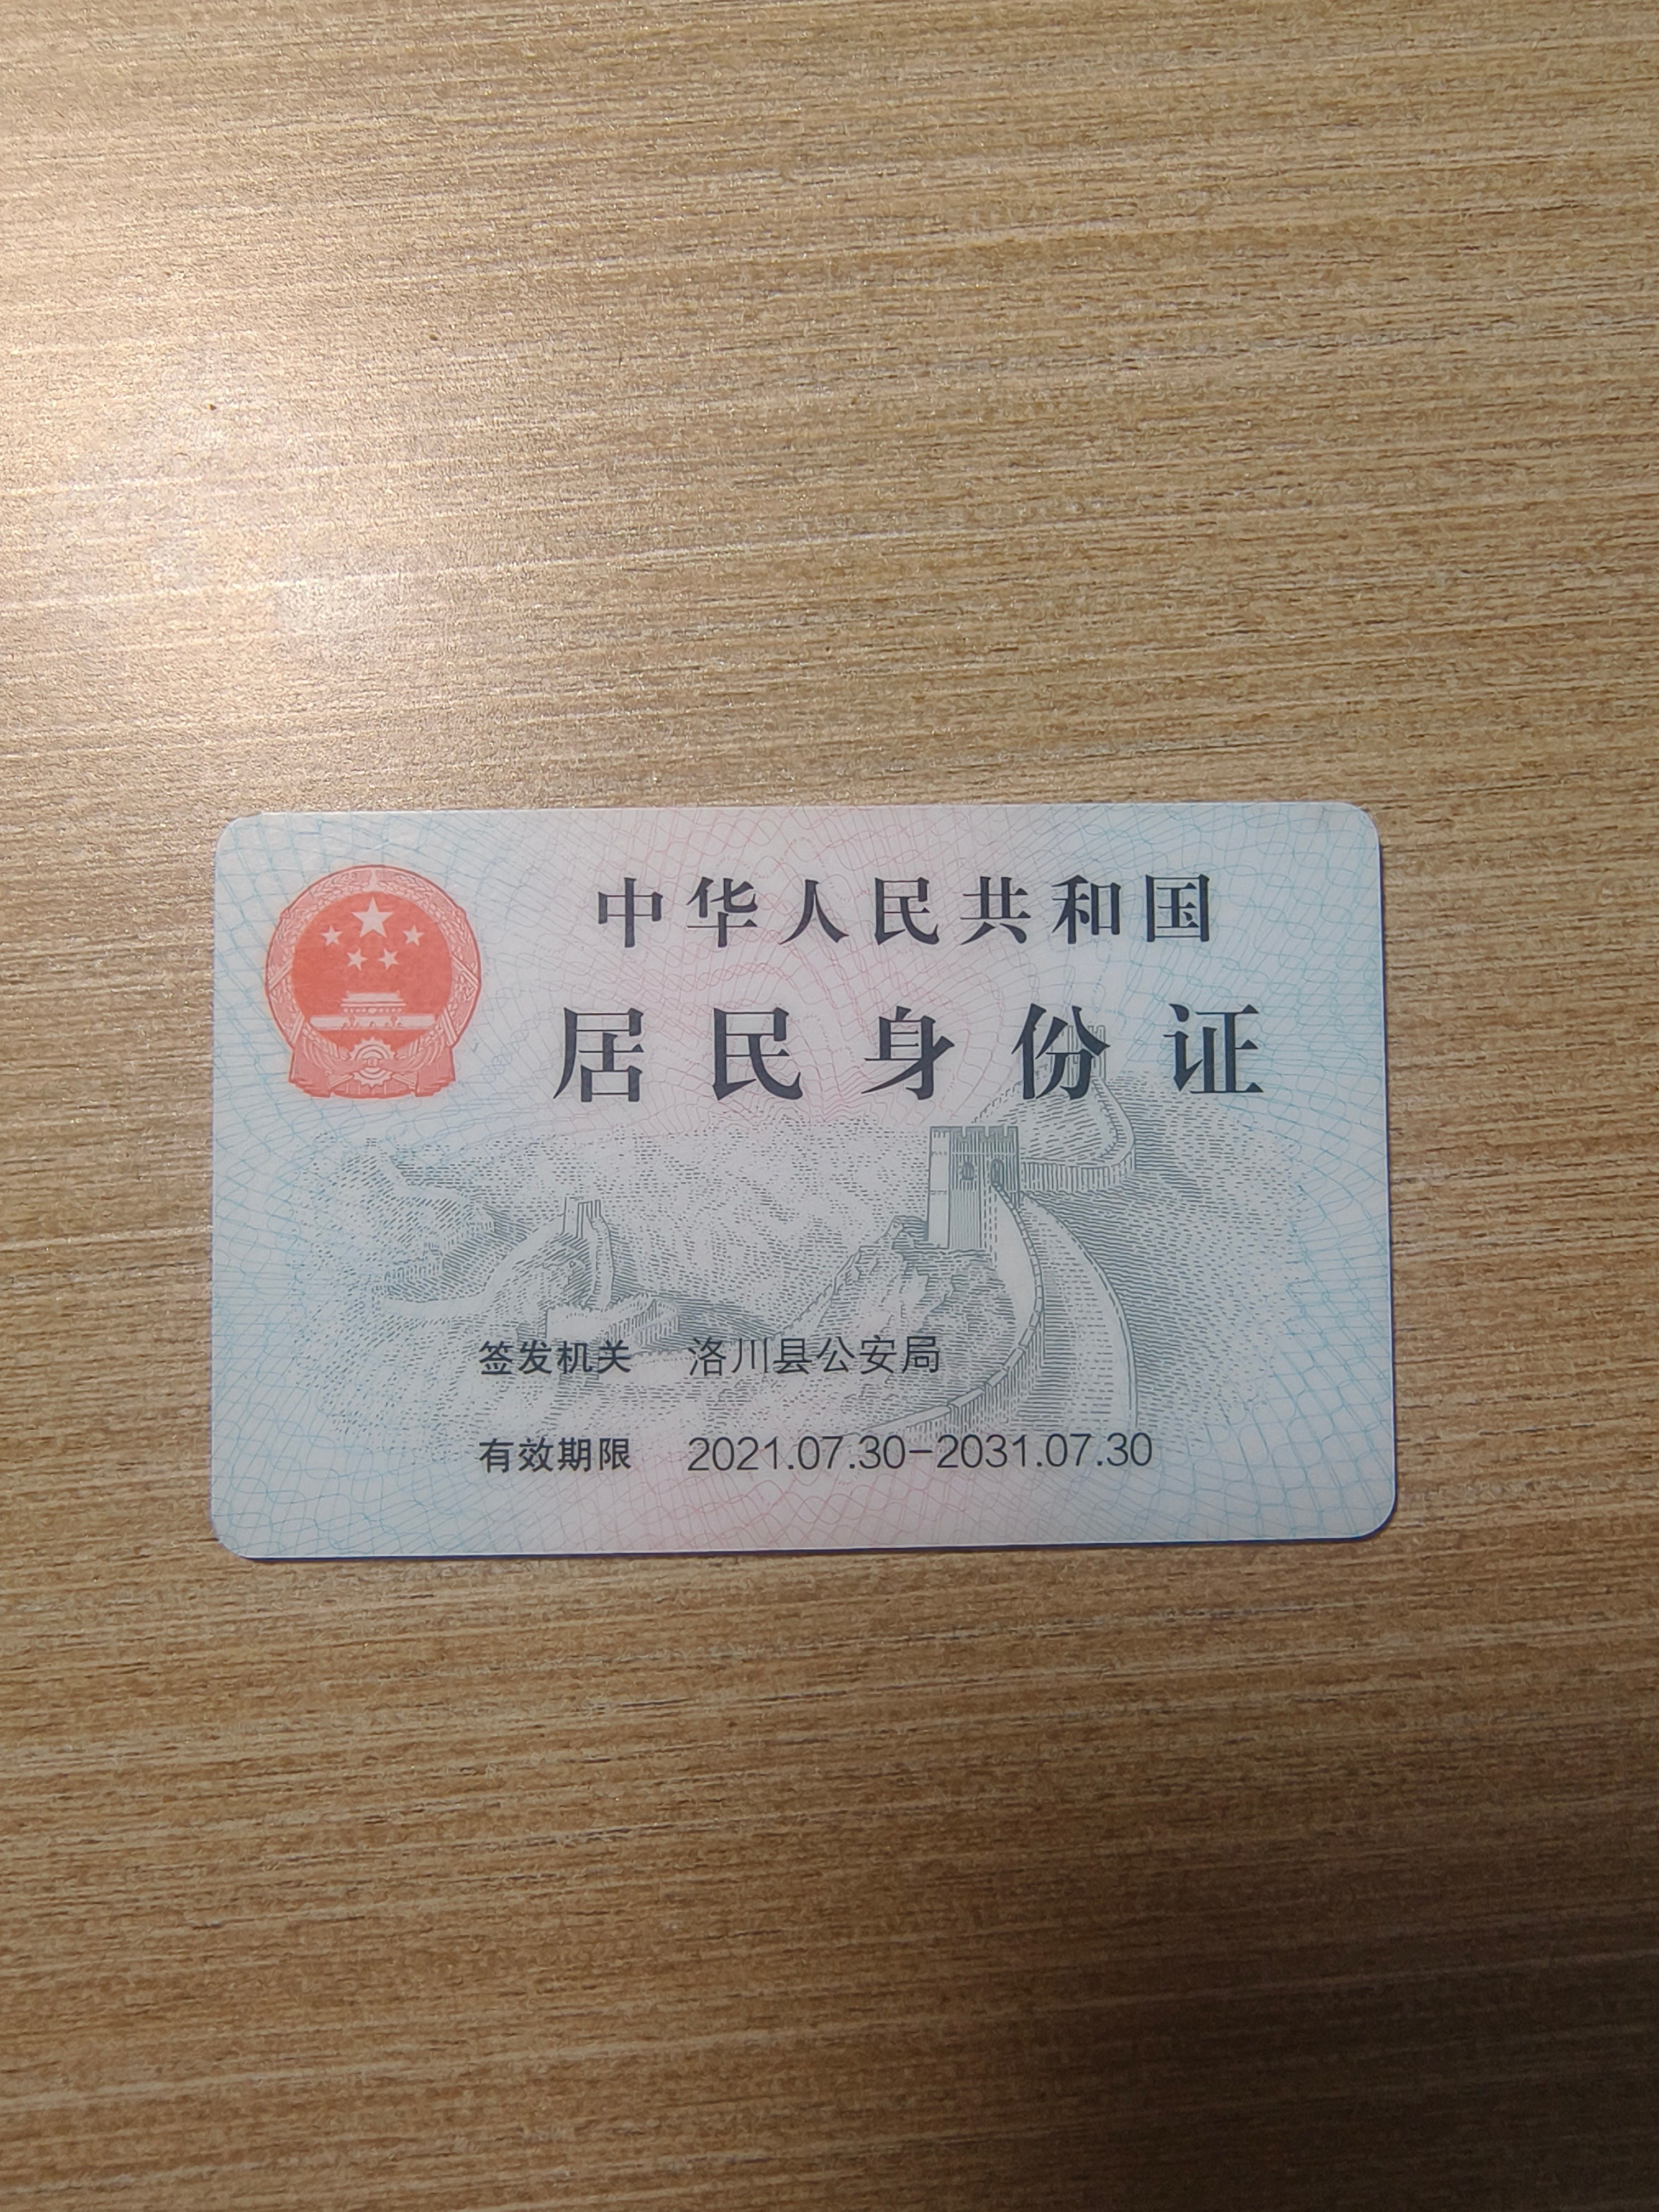 中华人民共和国
居民身份证
签发机关 洛川县公安局
有效期限 2021.07.30-2031.07.30